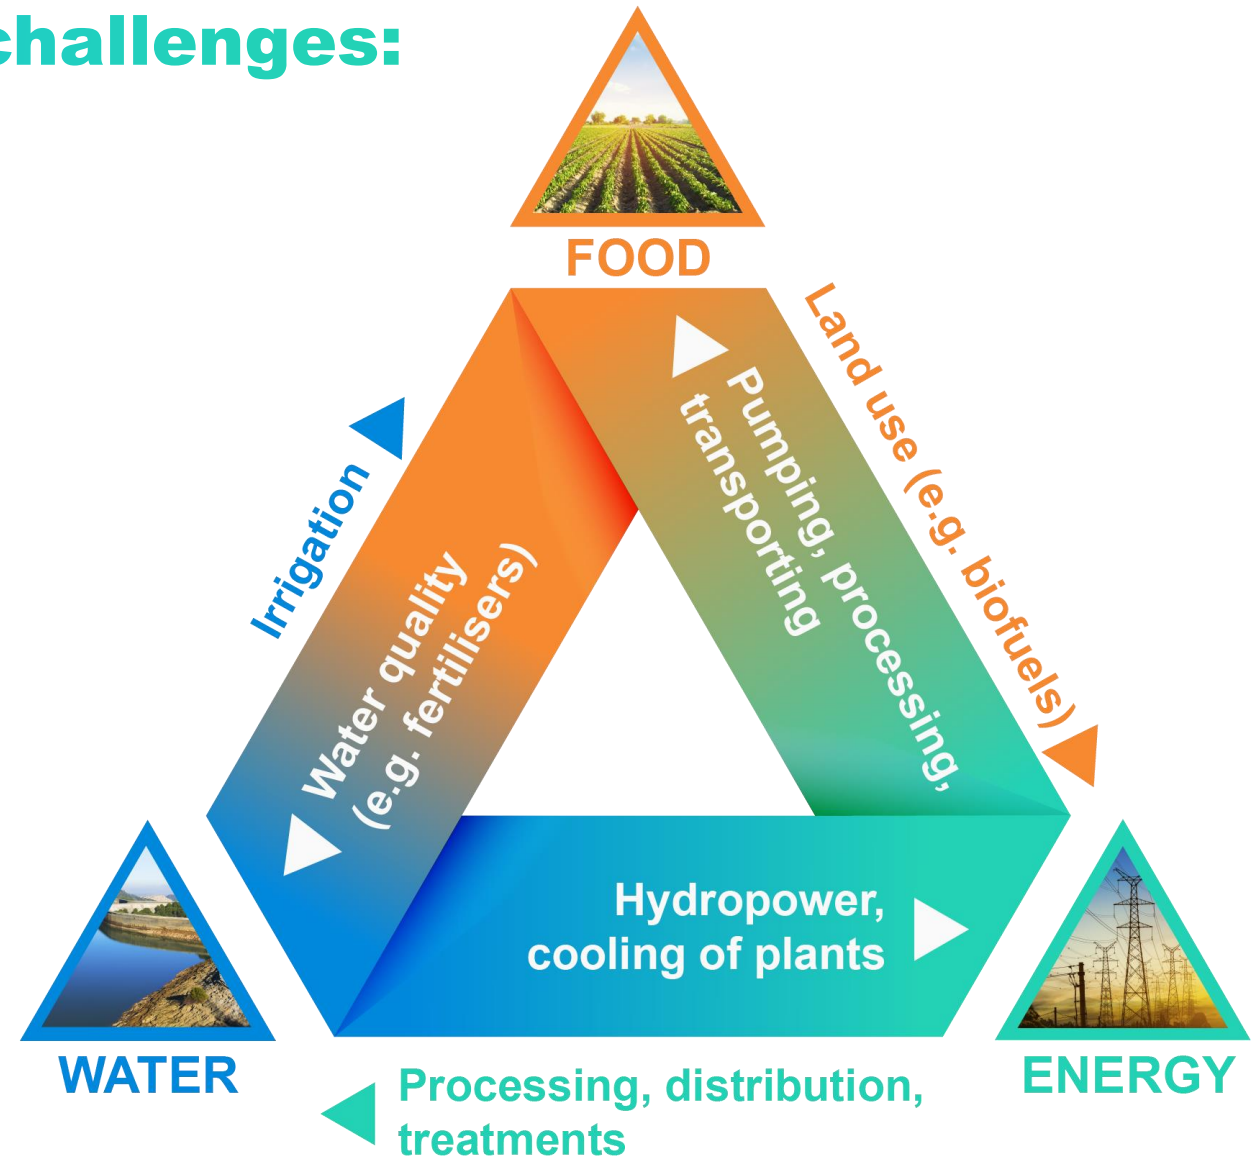 challenges:
FOOD
Land use (e.g. biofuels)
Pumping, processing,
transporting
Irrigation
Water quality
(e.g. fertilisers)
Hydropower,
cooling of plants
WATER
ENERGY
Processing, distribution,
treatments